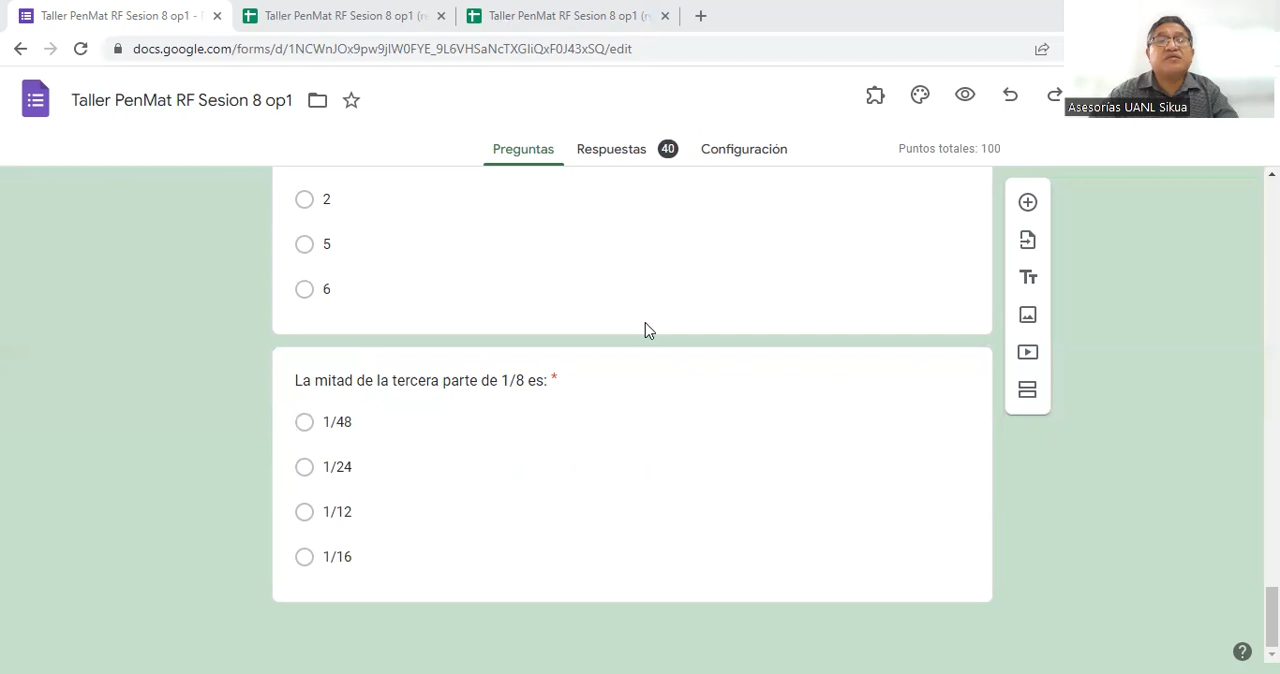 Taller PenMat RF Sesion 8 op1 -
Taller PenMat RF Sesion 8 op1 (r
Taller PenMat RF Sesion 8 op1 (r
docs.google.com/forms/d/1NCWnJOx9pw9jIW0FYE_9L6VHSaNcTXGIiQxF0J43xSQ/edit
Taller PenMat RF Sesion 8 op1
Asesorías UANL Sikua
Preguntas
Respuestas 40
Configuración
Puntos totales: 100
2
5
6
La mitad de la tercera parte de 1/8 es: *
1/48
1/24
1/12
1/16